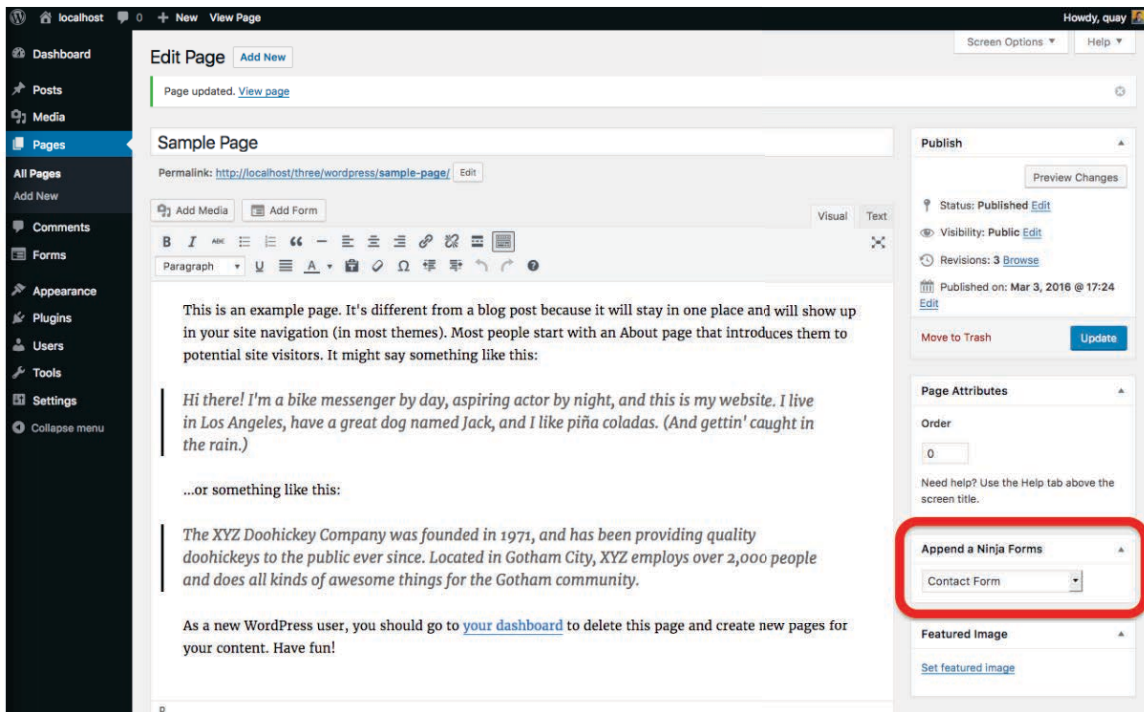 localhost 0 + New View Page Howdy, quay
Dashboard
Posts
Media
Pages
All Pages
Add New
Comments
Forms
Appearance
Plugins
Users
Tools
Settings
Collapse menu
Screen Options Help
Edit Page Add New
Page updated. View page
Sample Page
Permalink: http://localhost/three/wordpress/sample-page/ Edit
Add Media Add Form
Visual Text
B I ABC
Paragraph U A Ω
This is an example page. It's different from a blog post because it will stay in one place and will show up
in your site navigation (in most themes). Most people start with an About page that introduces them to
potential site visitors. It might say something like this:
Hi there! I'm a bike messenger by day, aspiring actor by night, and this is my website. I live
in Los Angeles, have a great dog named Jack, and I like piña coladas. (And gettin' caught in
the rain.)
...or something like this:
The XYZ Doohickey Company was founded in 1971, and has been providing quality
doohickeys to the public ever since. Located in Gotham City, XYZ employs over 2,000 people
and does all kinds of awesome things for the Gotham community.
As a new WordPress user, you should go to your dashboard to delete this page and create new pages for
your content. Have fun!
Publish
Preview Changes
Status: Published Edit
Visibility: Public Edit
Revisions: 3 Browse
Published on: Mar 3, 2016 @ 17:24
Edit
Move to Trash Update
Page Attributes
Order
0
Need help? Use the Help tab above the
screen title.
Append a Ninja Forms
Contact Form
Featured Image
Set featured image